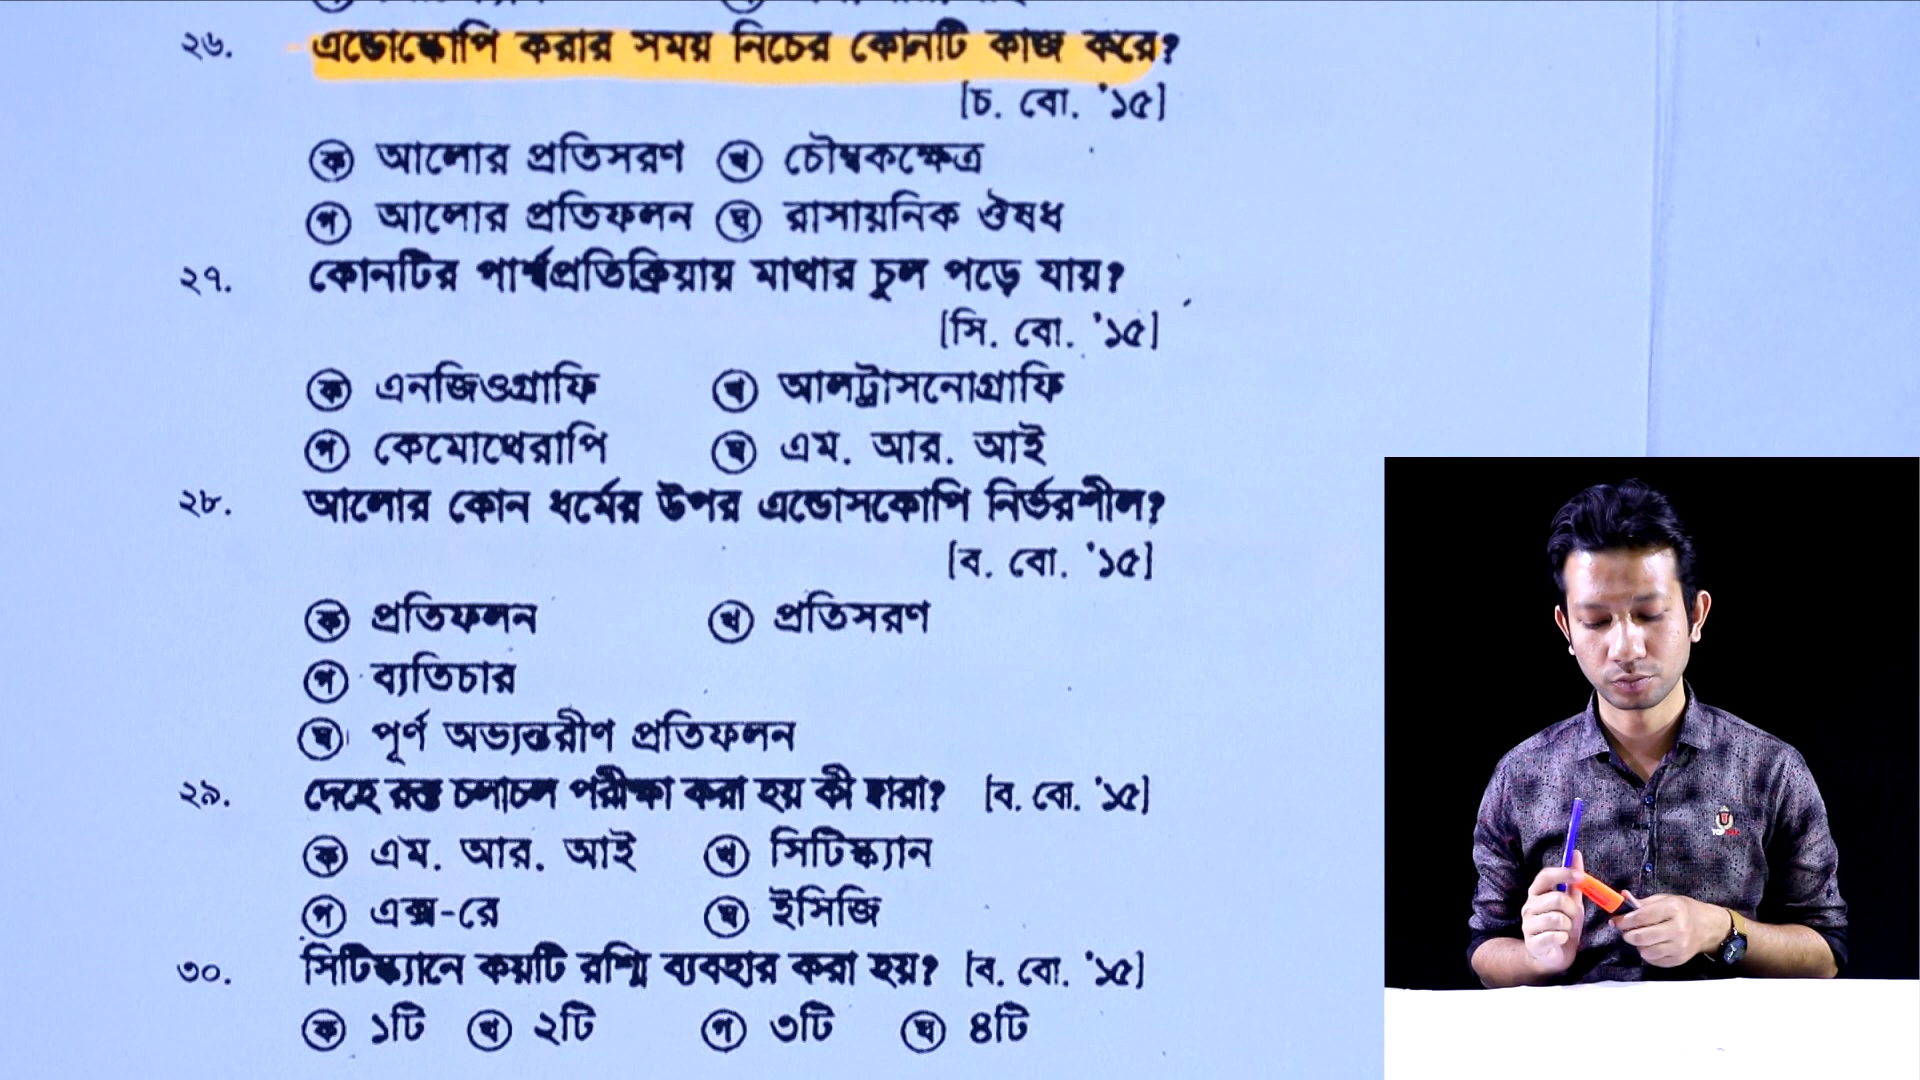 ২৬. এন্ডোস্কোপি করার সময় নিচের কোনটি কাজ করে?
[চ. বো. '১৫]
ক আলোর প্রতিসরণ খ চৌম্বকক্ষেত্র
গ আলোর প্রতিফলন ঘ রাসায়নিক ঔষধ
২৭. কোনটির পার্শ্বপ্রতিক্রিয়ায় মাথার চুল পড়ে যায়?
[সি. বো. '১৫]
ক এনজিওগ্রাফি খ আলট্রাসনোগ্রাফি
গ কেমোথেরাপি ঘ এম. আর. আই
২৮. আলোর কোন ধর্মের উপর এন্ডোসকোপি নির্ভরশীল?
[ব. বো. '১৫]
ক প্রতিফলন খ প্রতিসরণ
গ ব্যতিচার
ঘ পূর্ণ অভ্যন্তরীণ প্রতিফলন
২৯. দেহে রক্ত চলাচল পরীক্ষা করা হয় কী দ্বারা? [ব. বো. '১৫]
ক এম. আর. আই খ সিটিস্ক্যান
গ এক্স-রে ঘ ইসিজি
৩০. সিটিস্ক্যানে কয়টি রশ্মি ব্যবহার করা হয়? [ব. বো. '১৫]
ক ১টি খ ২টি গ ৩টি ঘ ৪টি